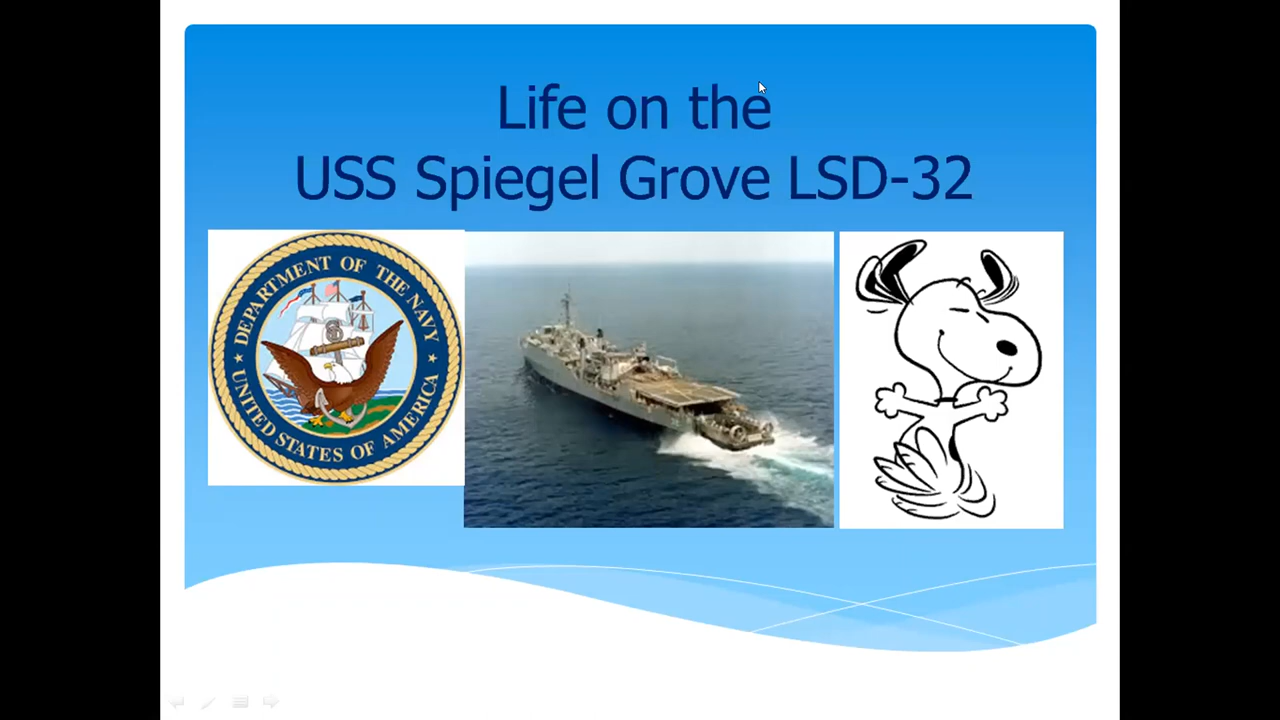 Life on the
USS Spiegel Grove LSD-32
DEPARTMENT OF THE NAVY
UNITED STATES OF AMERICA